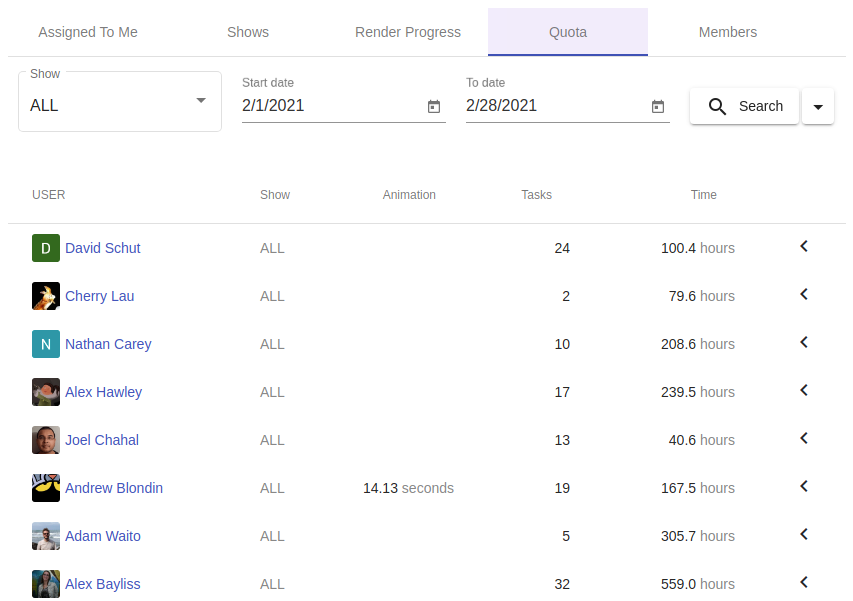 Assigned To Me Shows Render Progress Quota Members
Show Start date To date
ALL 2/1/2021 2/28/2021 Search
USER Show Animation Tasks Time
D David Schut ALL 24 100.4 hours
Cherry Lau ALL 2 79.6 hours
N Nathan Carey ALL 10 208.6 hours
Alex Hawley ALL 17 239.5 hours
Joel Chahal ALL 13 40.6 hours
Andrew Blondin ALL 14.13 seconds 19 167.5 hours
Adam Waito ALL 5 305.7 hours
Alex Bayliss ALL 32 559.0 hours